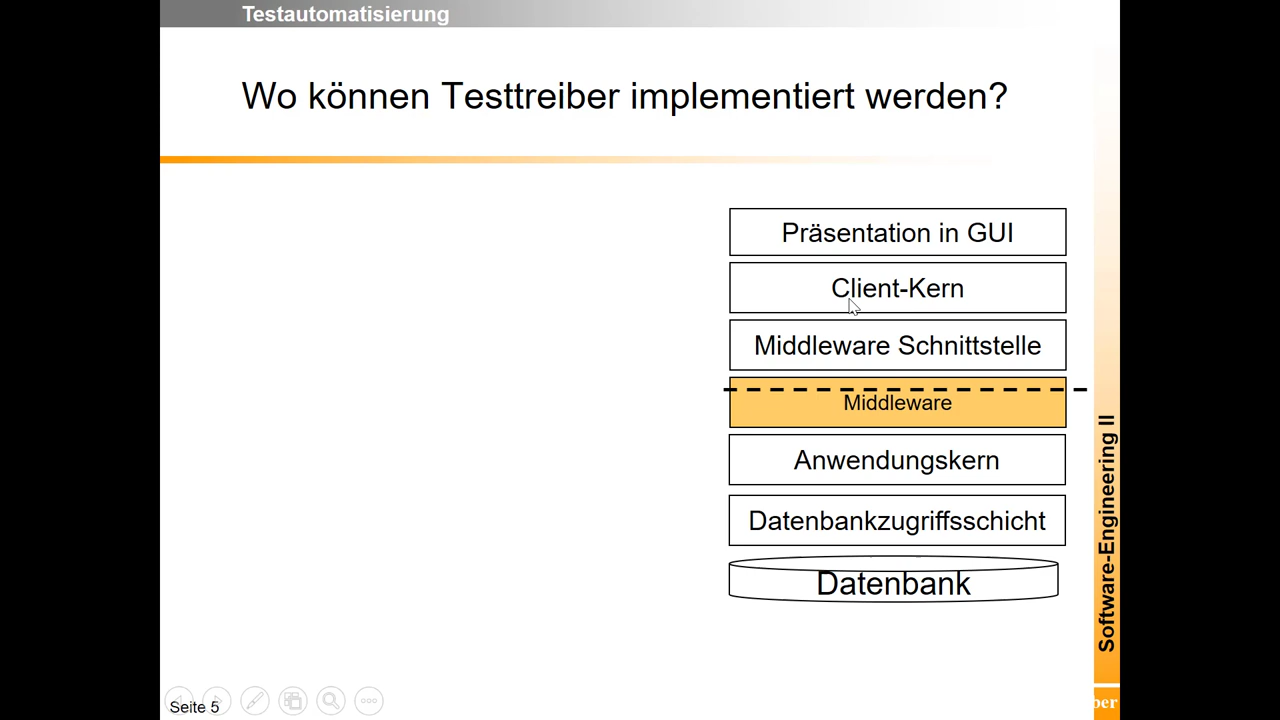 Testautomatisierung
Wo können Testtreiber implementiert werden?
Präsentation in GUI
Client-Kern
Middleware Schnittstelle
Middleware
Anwendungskern
Datenbankzugriffsschicht
Datenbank
Software-Engineering II
ber
Seite 5